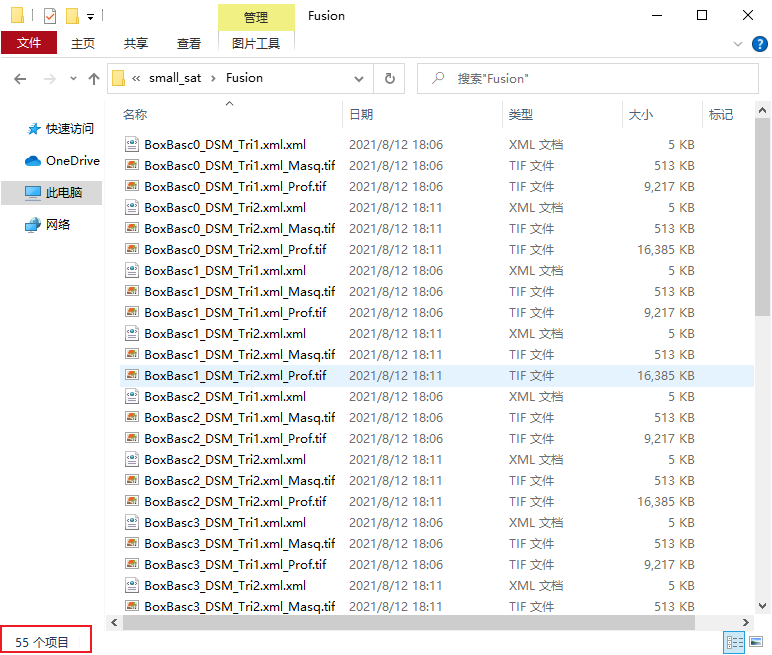 管理
Fusion
文件
主页
共享
查看
图片工具
« small_sat > Fusion
搜索"Fusion"
快速访问
OneDrive
此电脑
网络
名称 日期 类型 大小 标记
BoxBasc0_DSM_Tri1.xml.xml 2021/8/12 18:06 XML 文档 5 KB
BoxBasc0_DSM_Tri1.xml_Masq.tif 2021/8/12 18:06 TIF 文件 513 KB
BoxBasc0_DSM_Tri1.xml_Prof.tif 2021/8/12 18:06 TIF 文件 9,217 KB
BoxBasc0_DSM_Tri2.xml.xml 2021/8/12 18:11 XML 文档 5 KB
BoxBasc0_DSM_Tri2.xml_Masq.tif 2021/8/12 18:11 TIF 文件 513 KB
BoxBasc0_DSM_Tri2.xml_Prof.tif 2021/8/12 18:11 TIF 文件 16,385 KB
BoxBasc1_DSM_Tri1.xml.xml 2021/8/12 18:06 XML 文档 5 KB
BoxBasc1_DSM_Tri1.xml_Masq.tif 2021/8/12 18:06 TIF 文件 513 KB
BoxBasc1_DSM_Tri1.xml_Prof.tif 2021/8/12 18:06 TIF 文件 9,217 KB
BoxBasc1_DSM_Tri2.xml.xml 2021/8/12 18:11 XML 文档 5 KB
BoxBasc1_DSM_Tri2.xml_Masq.tif 2021/8/12 18:11 TIF 文件 513 KB
BoxBasc1_DSM_Tri2.xml_Prof.tif 2021/8/12 18:11 TIF 文件 16,385 KB
BoxBasc2_DSM_Tri1.xml.xml 2021/8/12 18:06 XML 文档 5 KB
BoxBasc2_DSM_Tri1.xml_Masq.tif 2021/8/12 18:06 TIF 文件 513 KB
BoxBasc2_DSM_Tri1.xml_Prof.tif 2021/8/12 18:06 TIF 文件 9,217 KB
BoxBasc2_DSM_Tri2.xml.xml 2021/8/12 18:11 XML 文档 5 KB
BoxBasc2_DSM_Tri2.xml_Masq.tif 2021/8/12 18:11 TIF 文件 513 KB
BoxBasc2_DSM_Tri2.xml_Prof.tif 2021/8/12 18:11 TIF 文件 16,385 KB
BoxBasc3_DSM_Tri1.xml.xml 2021/8/12 18:06 XML 文档 5 KB
BoxBasc3_DSM_Tri1.xml_Masq.tif 2021/8/12 18:06 TIF 文件 513 KB
BoxBasc3_DSM_Tri1.xml_Prof.tif 2021/8/12 18:06 TIF 文件 9,217 KB
BoxBasc3_DSM_Tri2.xml.xml 2021/8/12 18:11 XML 文档 5 KB
BoxBasc3_DSM_Tri2.xml_Masq.tif 2021/8/12 18:11 TIF 文件 513 KB
55 个项目